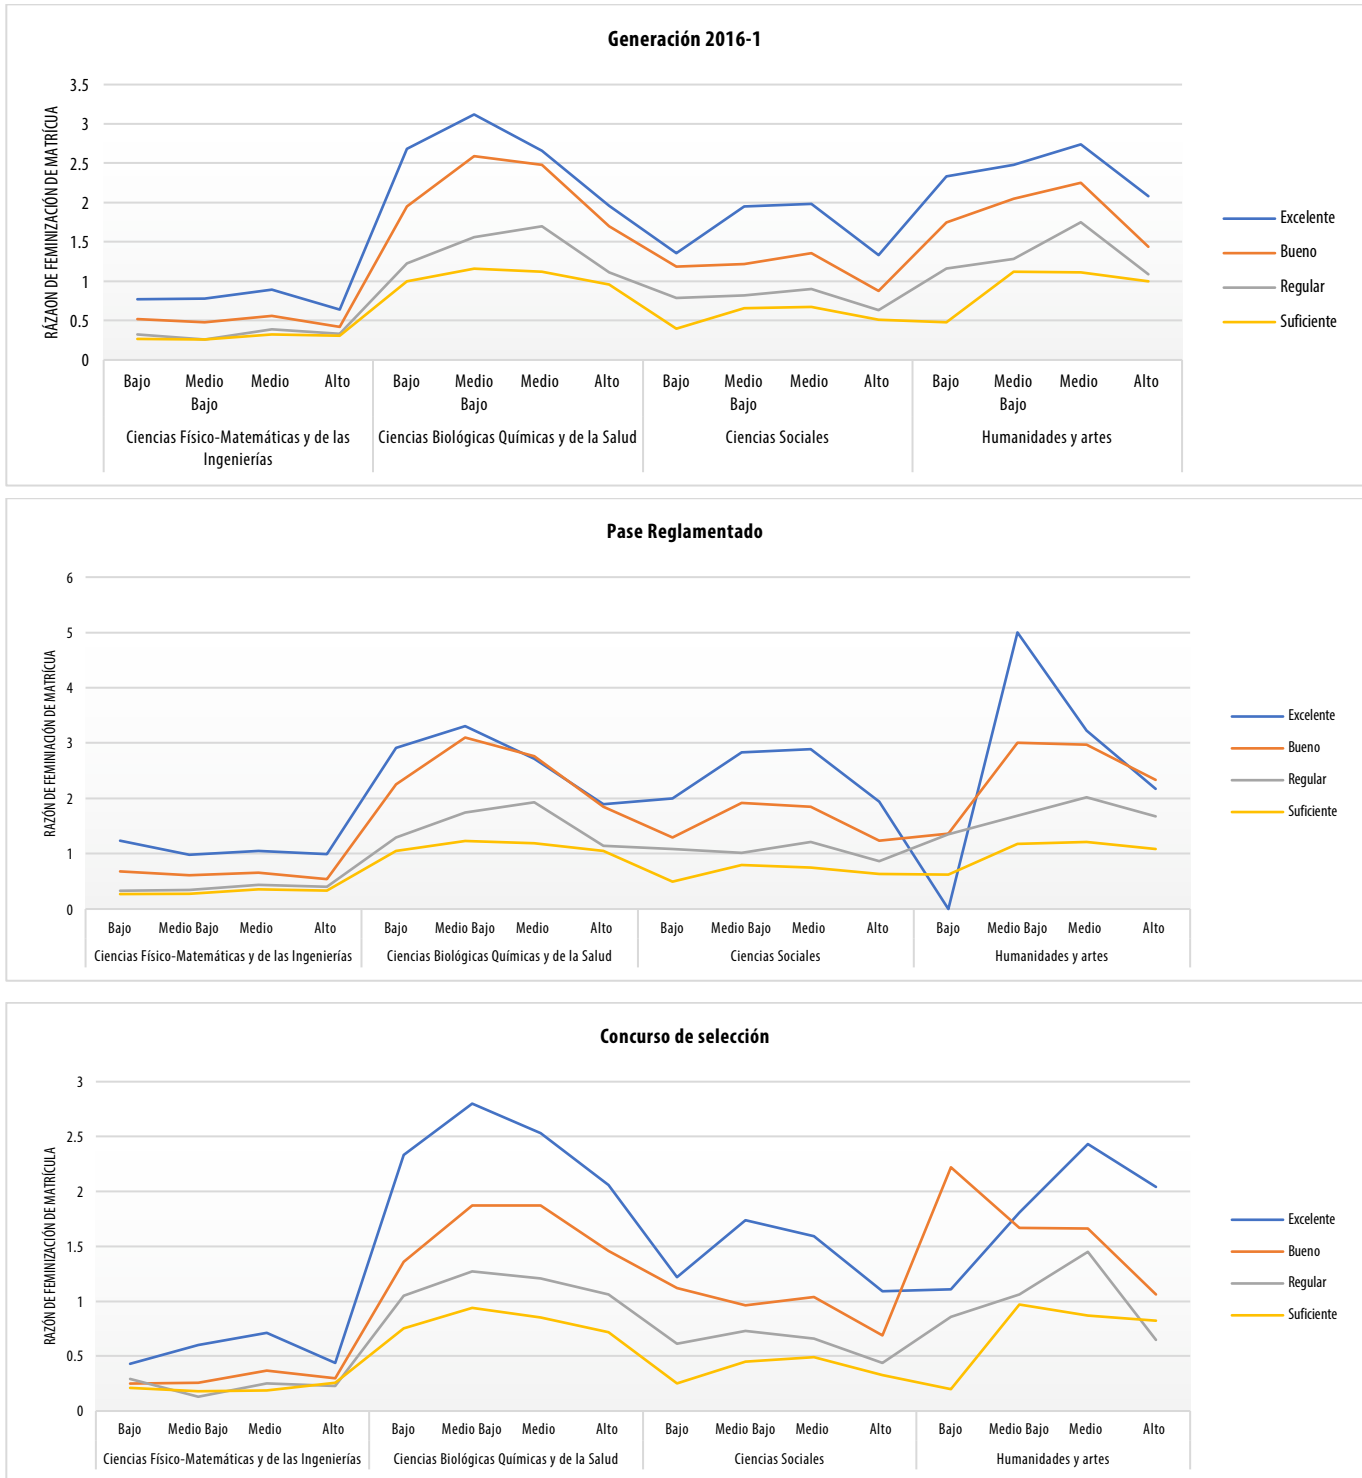 Generación 2016-1
RÁZAON DE FEMINIZACIÓN DE MATRÍCUA
3.5
3
2.5
2
1.5
1
0.5
0
Bajo Medio Bajo Medio Alto Bajo Medio Bajo Medio Alto Bajo Medio Bajo Medio Alto Bajo Medio Bajo Medio Alto
Ciencias Físico-Matemáticas y de las
Ingenierías
Ciencias Biológicas Químicas y de la Salud
Ciencias Sociales
Humanidades y artes
Excelente
Bueno
Regular
Suficiente
Pase Reglamentado
RAZÓN DE FEMINIACIÓN DE MATRÍCUA
6
5
4
3
2
1
0
Bajo Medio Bajo Medio Alto Bajo Medio Bajo Medio Alto Bajo Medio Bajo Medio Alto Bajo Medio Bajo Medio Alto
Ciencias Físico-Matemáticas y de las Ingenierías Ciencias Biológicas Químicas y de la Salud Ciencias Sociales Humanidades y artes
Excelente
Bueno
Regular
Suficiente
Concurso de selección
RAZÓN DE FEMINIZACIÓN DE MATRÍCULA
3
2.5
2
1.5
1
0.5
0
Bajo Medio Bajo Medio Alto Bajo Medio Bajo Medio Alto Bajo Medio Bajo Medio Alto Bajo Medio Bajo Medio Alto
Ciencias Físico-Matemáticas y de las Ingenierías Ciencias Biológicas Químicas y de la Salud Ciencias Sociales Humanidades y artes
Excelente
Bueno
Regular
Suficiente